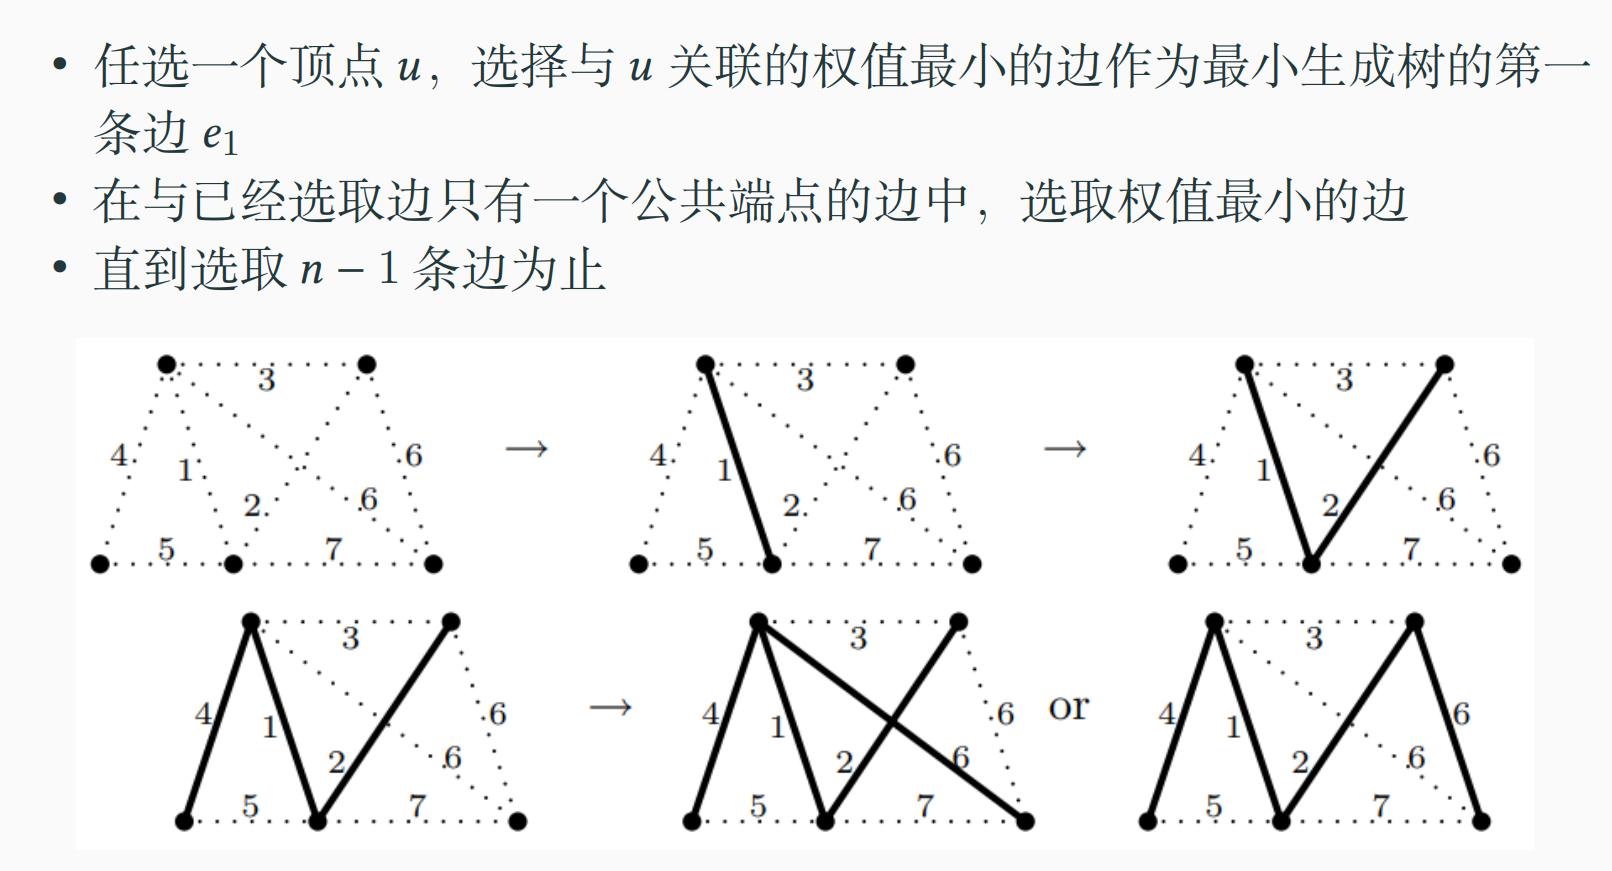 • 任选一个顶点 u，选择与 u 关联的权值最小的边作为最小生成树的第一
条边 e₁
• 在与已经选取边只有一个公共端点的边中，选取权值最小的边
• 直到选取 n − 1 条边为止
3 3 3
4 1 6 → 4 1 6 → 4 1 6
2 6 2 6 2 6
5 7 5 7 5 7
3 3 3
4 1 6 → 4 1 6 or 4 1 6
2 6 2 6 2 6
5 7 5 7 5 7